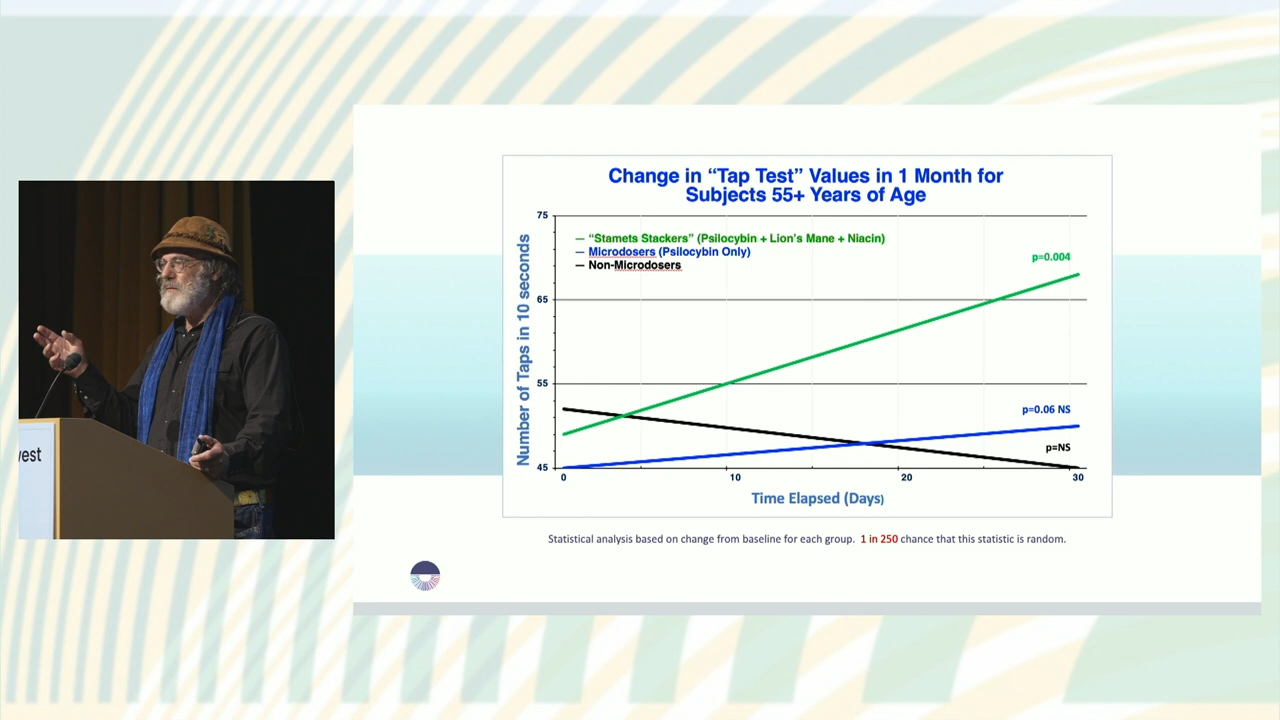 Change in “Tap Test” Values in 1 Month for
Subjects 55+ Years of Age
75
— “Stamets Stackers” (Psilocybin + Lion’s Mane + Niacin)
— Microdosers (Psilocybin Only)
— Non-Microdosers
p=0.004
65
Number of Taps in 10 seconds
55
p=0.06 NS
p=NS
45
0
10
20
30
Time Elapsed (Days)
Statistical analysis based on change from baseline for each group. 1 in 250 chance that this statistic is random.
vest